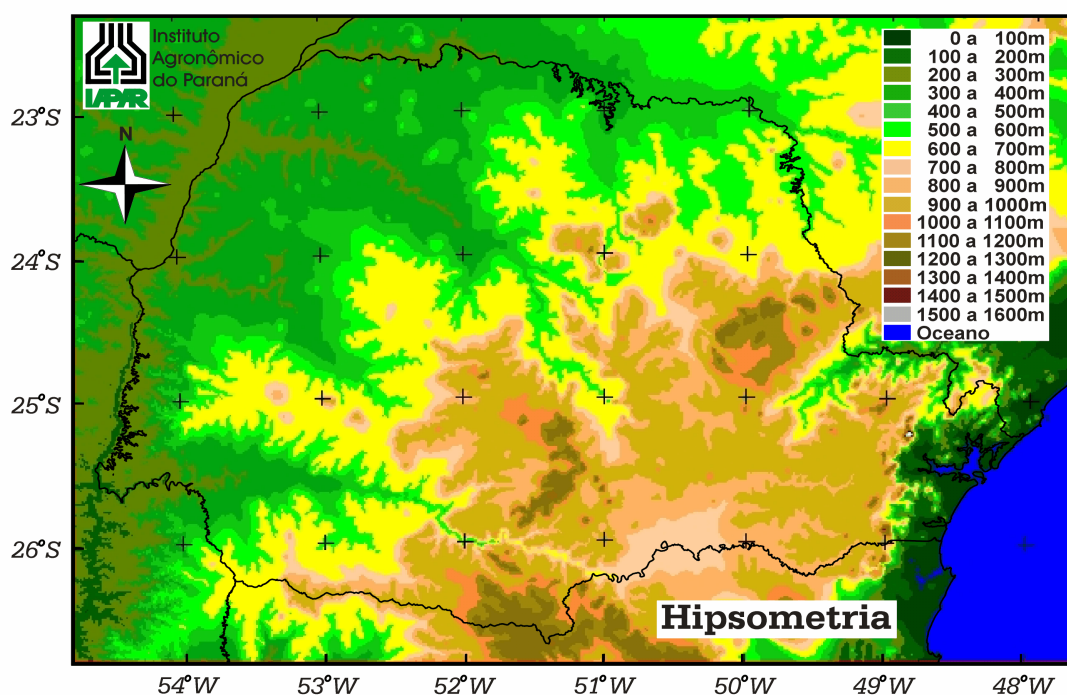 IAPAR
Instituto
Agronômico
do Paraná
N
0 a 100m
100 a 200m
200 a 300m
300 a 400m
400 a 500m
500 a 600m
600 a 700m
700 a 800m
800 a 900m
900 a 1000m
1000 a 1100m
1100 a 1200m
1200 a 1300m
1300 a 1400m
1400 a 1500m
1500 a 1600m
Oceano
23°S
24°S
25°S
26°S
Hipsometria
54°W 53°W 52°W 51°W 50°W 49°W 48°W